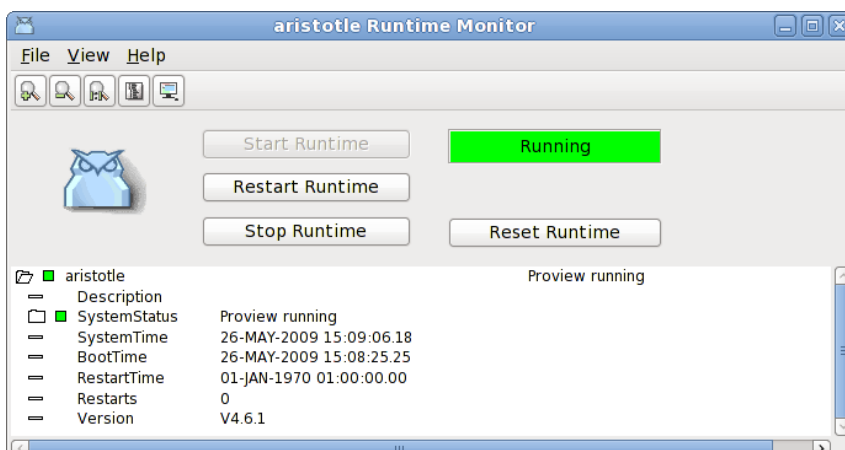 aristotle Runtime Monitor
File View Help
Start Runtime
Running
Restart Runtime
Stop Runtime
Reset Runtime
aristotle Proview running
Description
SystemStatus Proview running
SystemTime 26-MAY-2009 15:09:06.18
BootTime 26-MAY-2009 15:08:25.25
RestartTime 01-JAN-1970 01:00:00.00
Restarts 0
Version V4.6.1